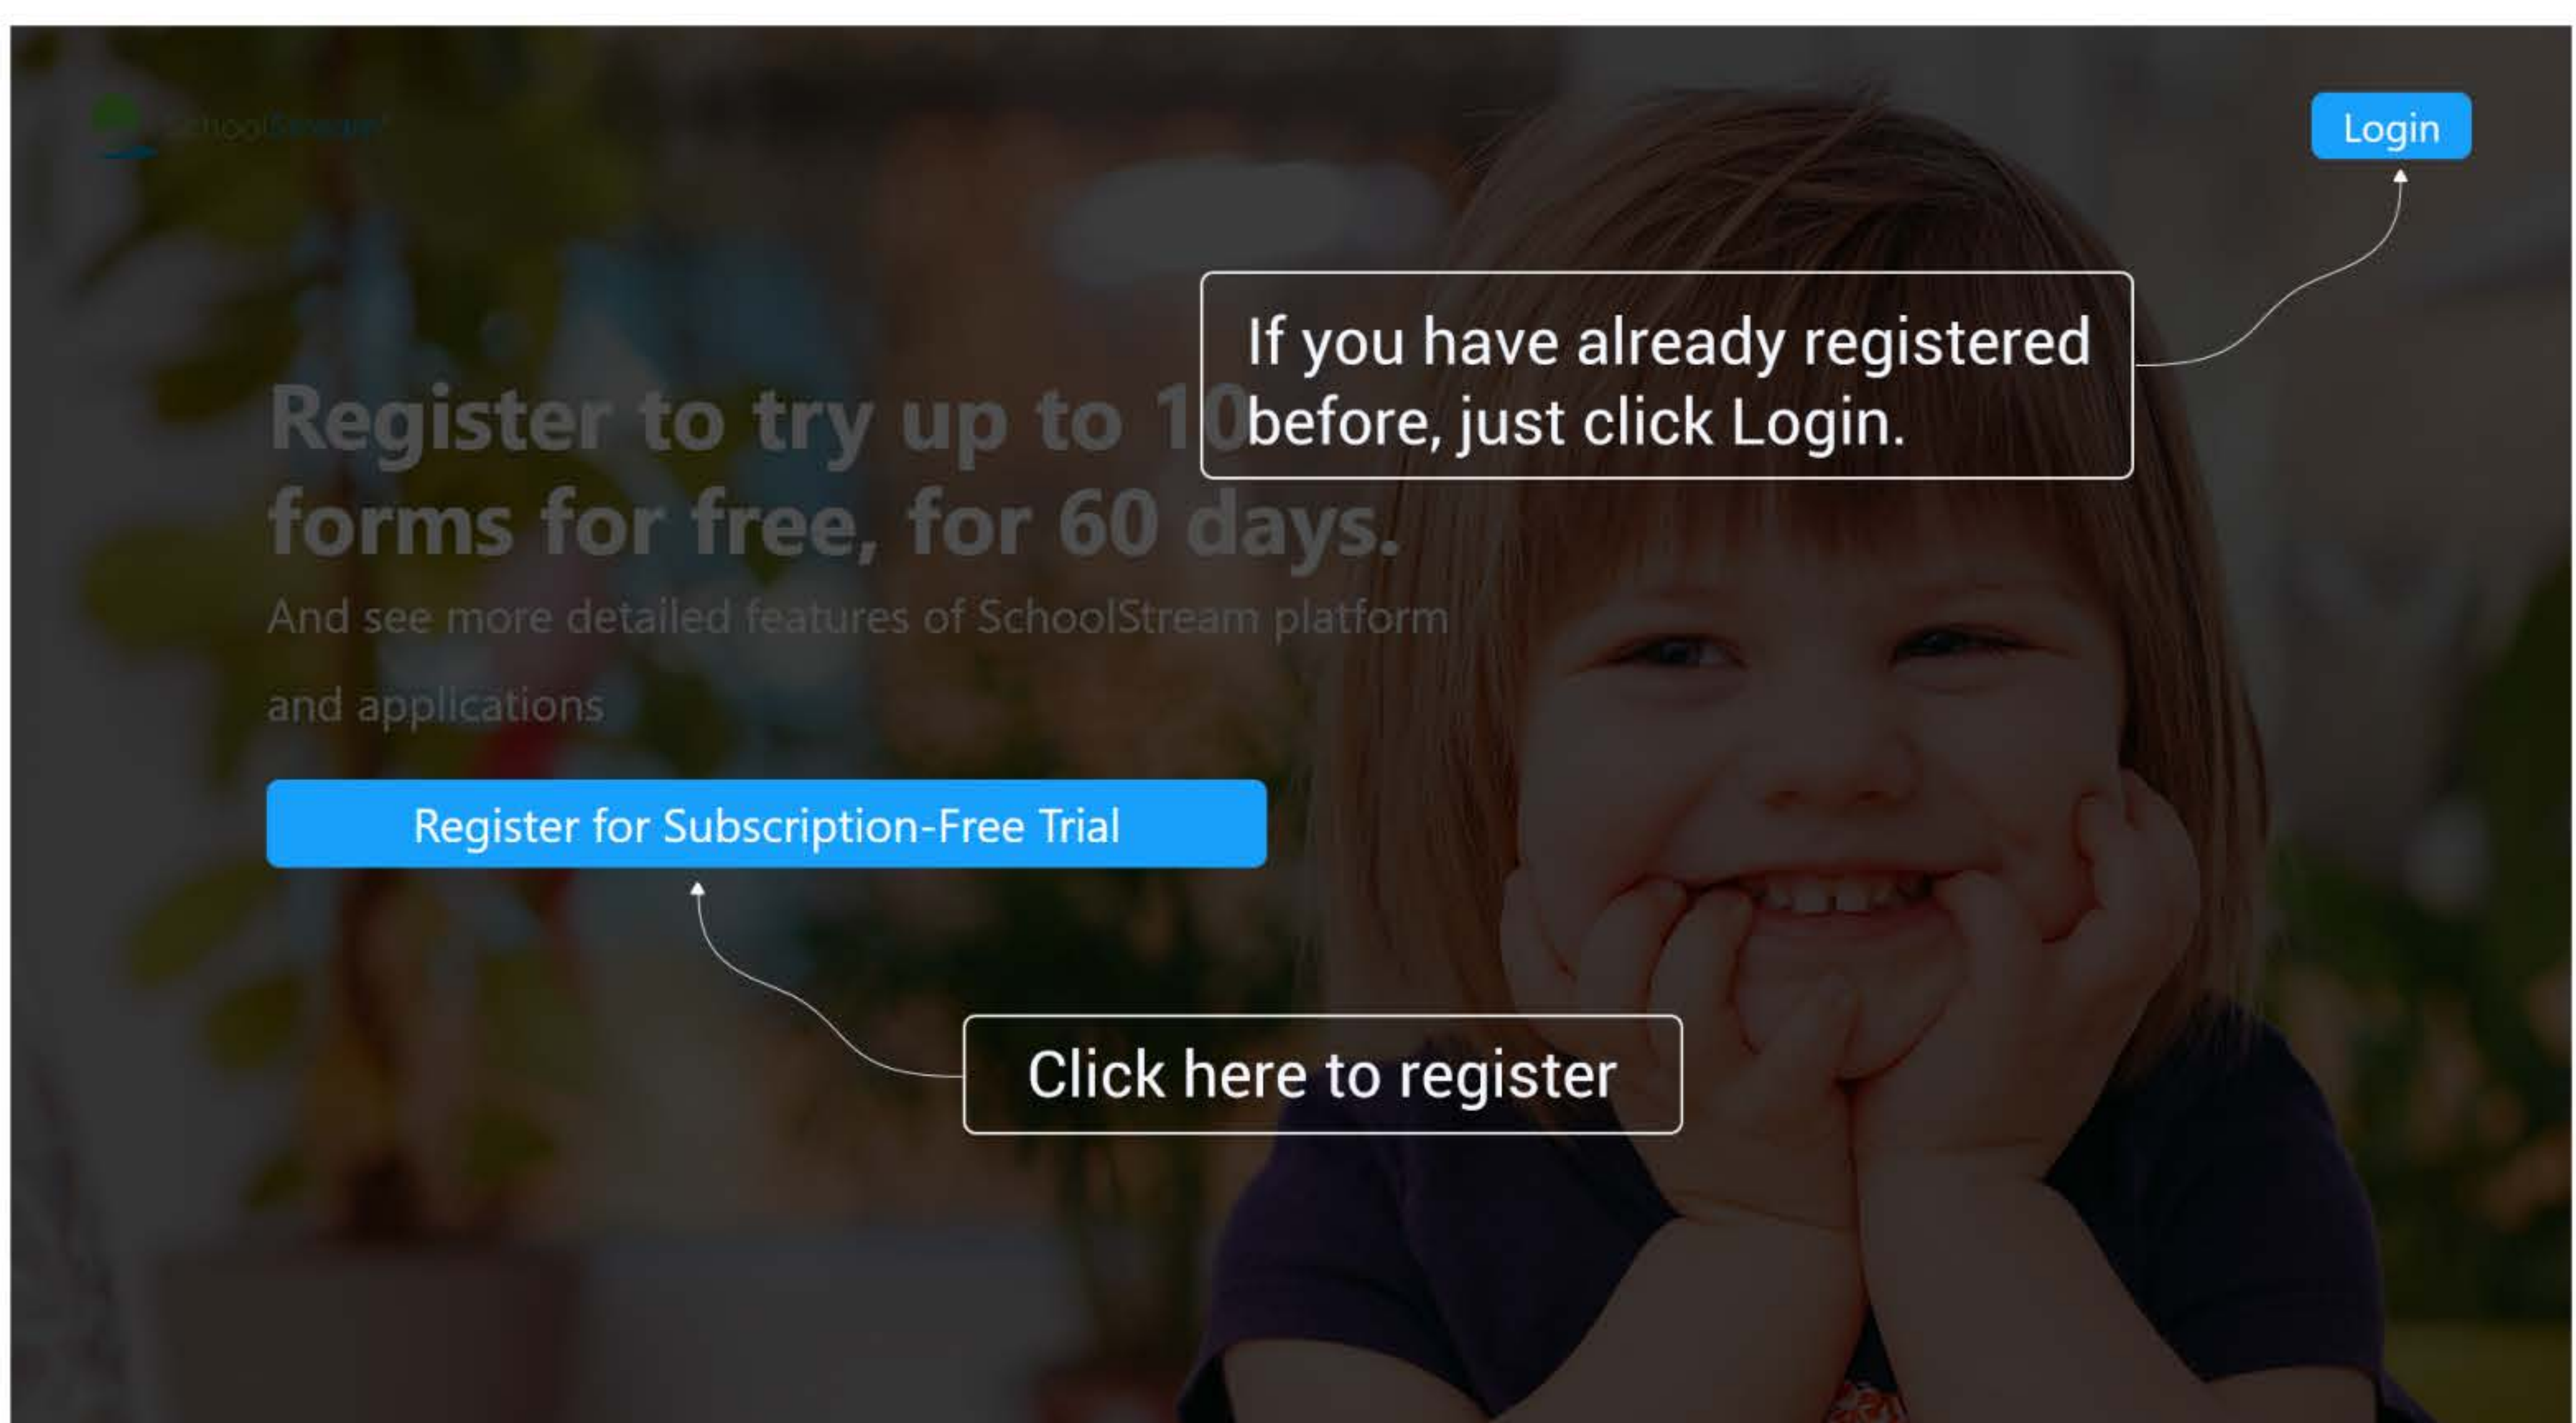 SchoolStream
Login
If you have already registered
before, just click Login.
Register to try up to 10
forms for free, for 60 days.
And see more detailed features of SchoolStream platform
and applications
Register for Subscription-Free Trial
Click here to register